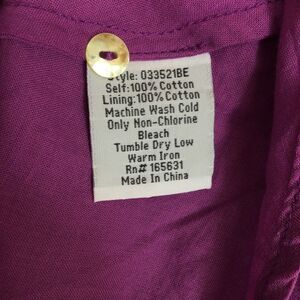 Style: 033521BE
Self:100% Cotton
Lining:100% Cotton
Machine Wash Cold
Only Non-Chlorine
Bleach
Tumble Dry Low
Warm Iron
Rn# 165631
Made In China